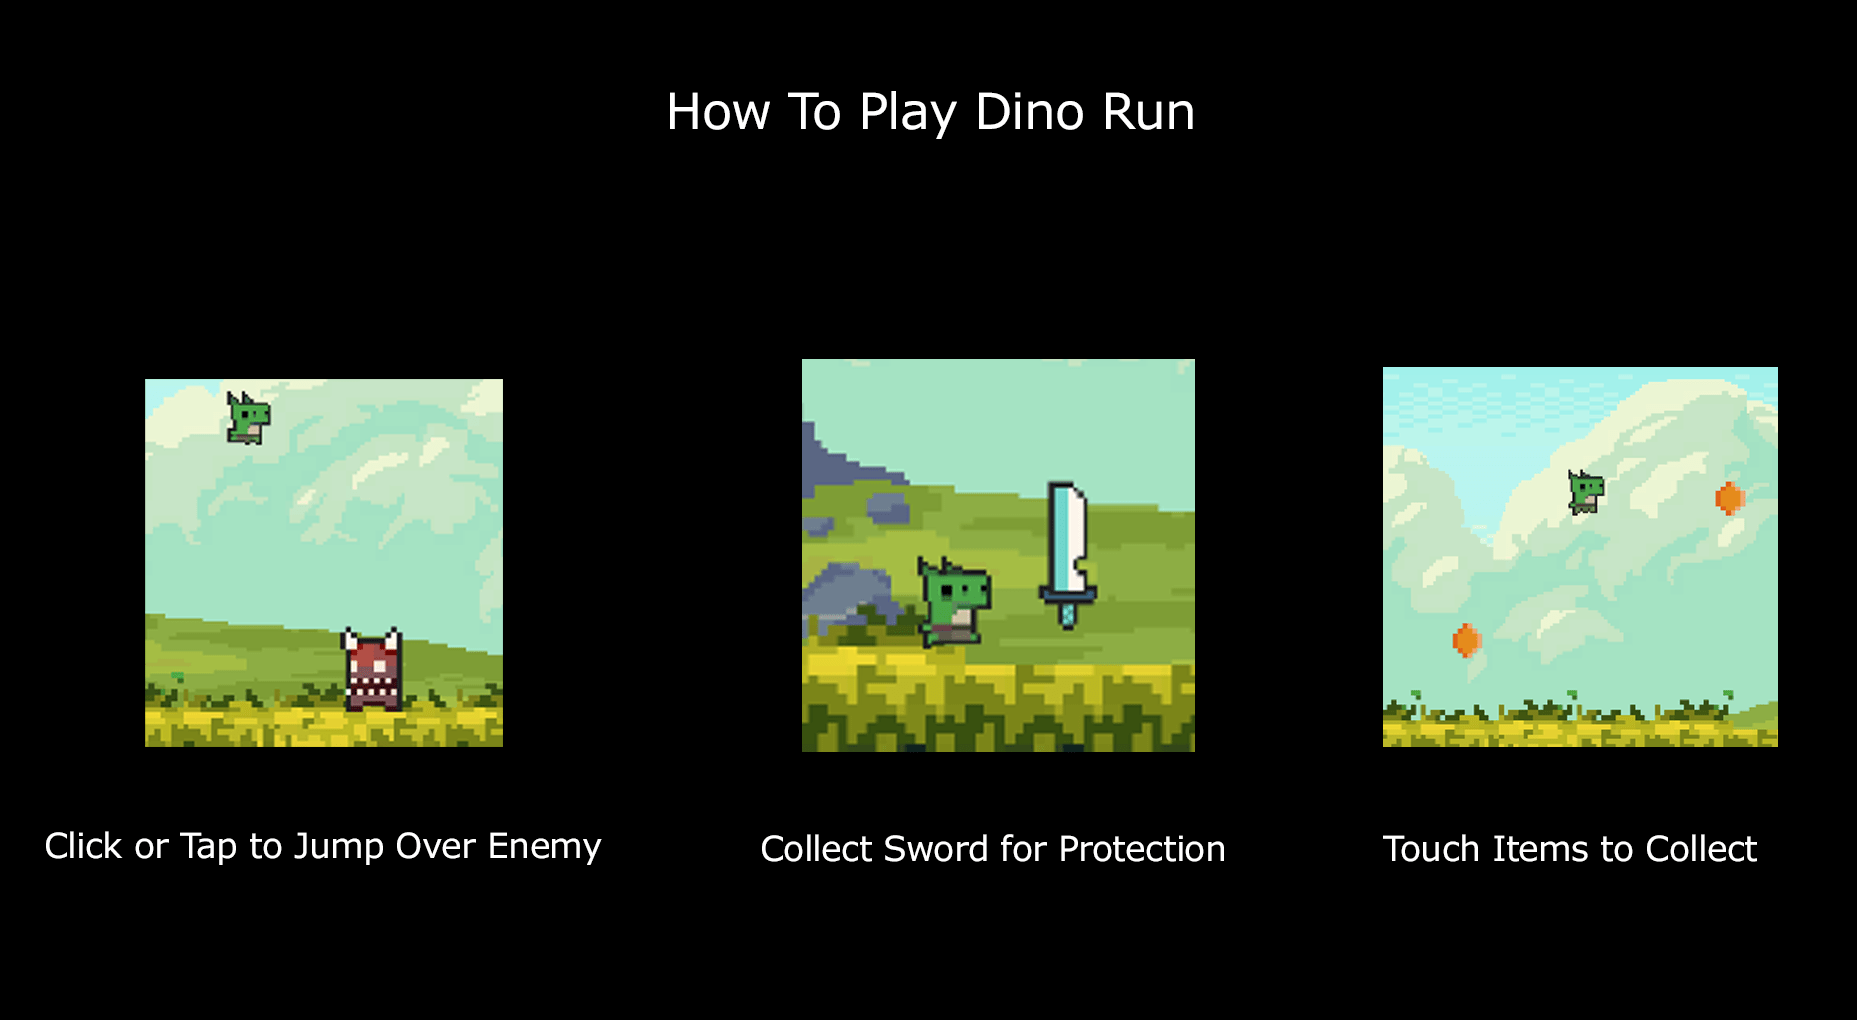 How To Play Dino Run
Click or Tap to Jump Over Enemy
Collect Sword for Protection
Touch Items to Collect